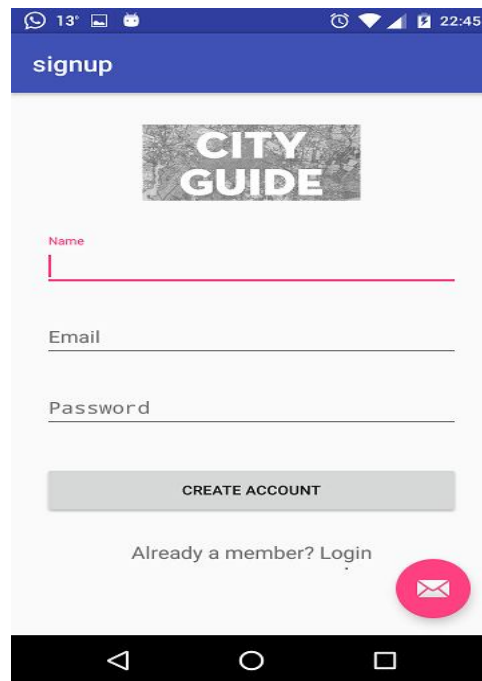 13° 22:45
signup
CITY
GUIDE
Name
Email
Password
CREATE ACCOUNT
Already a member? Login